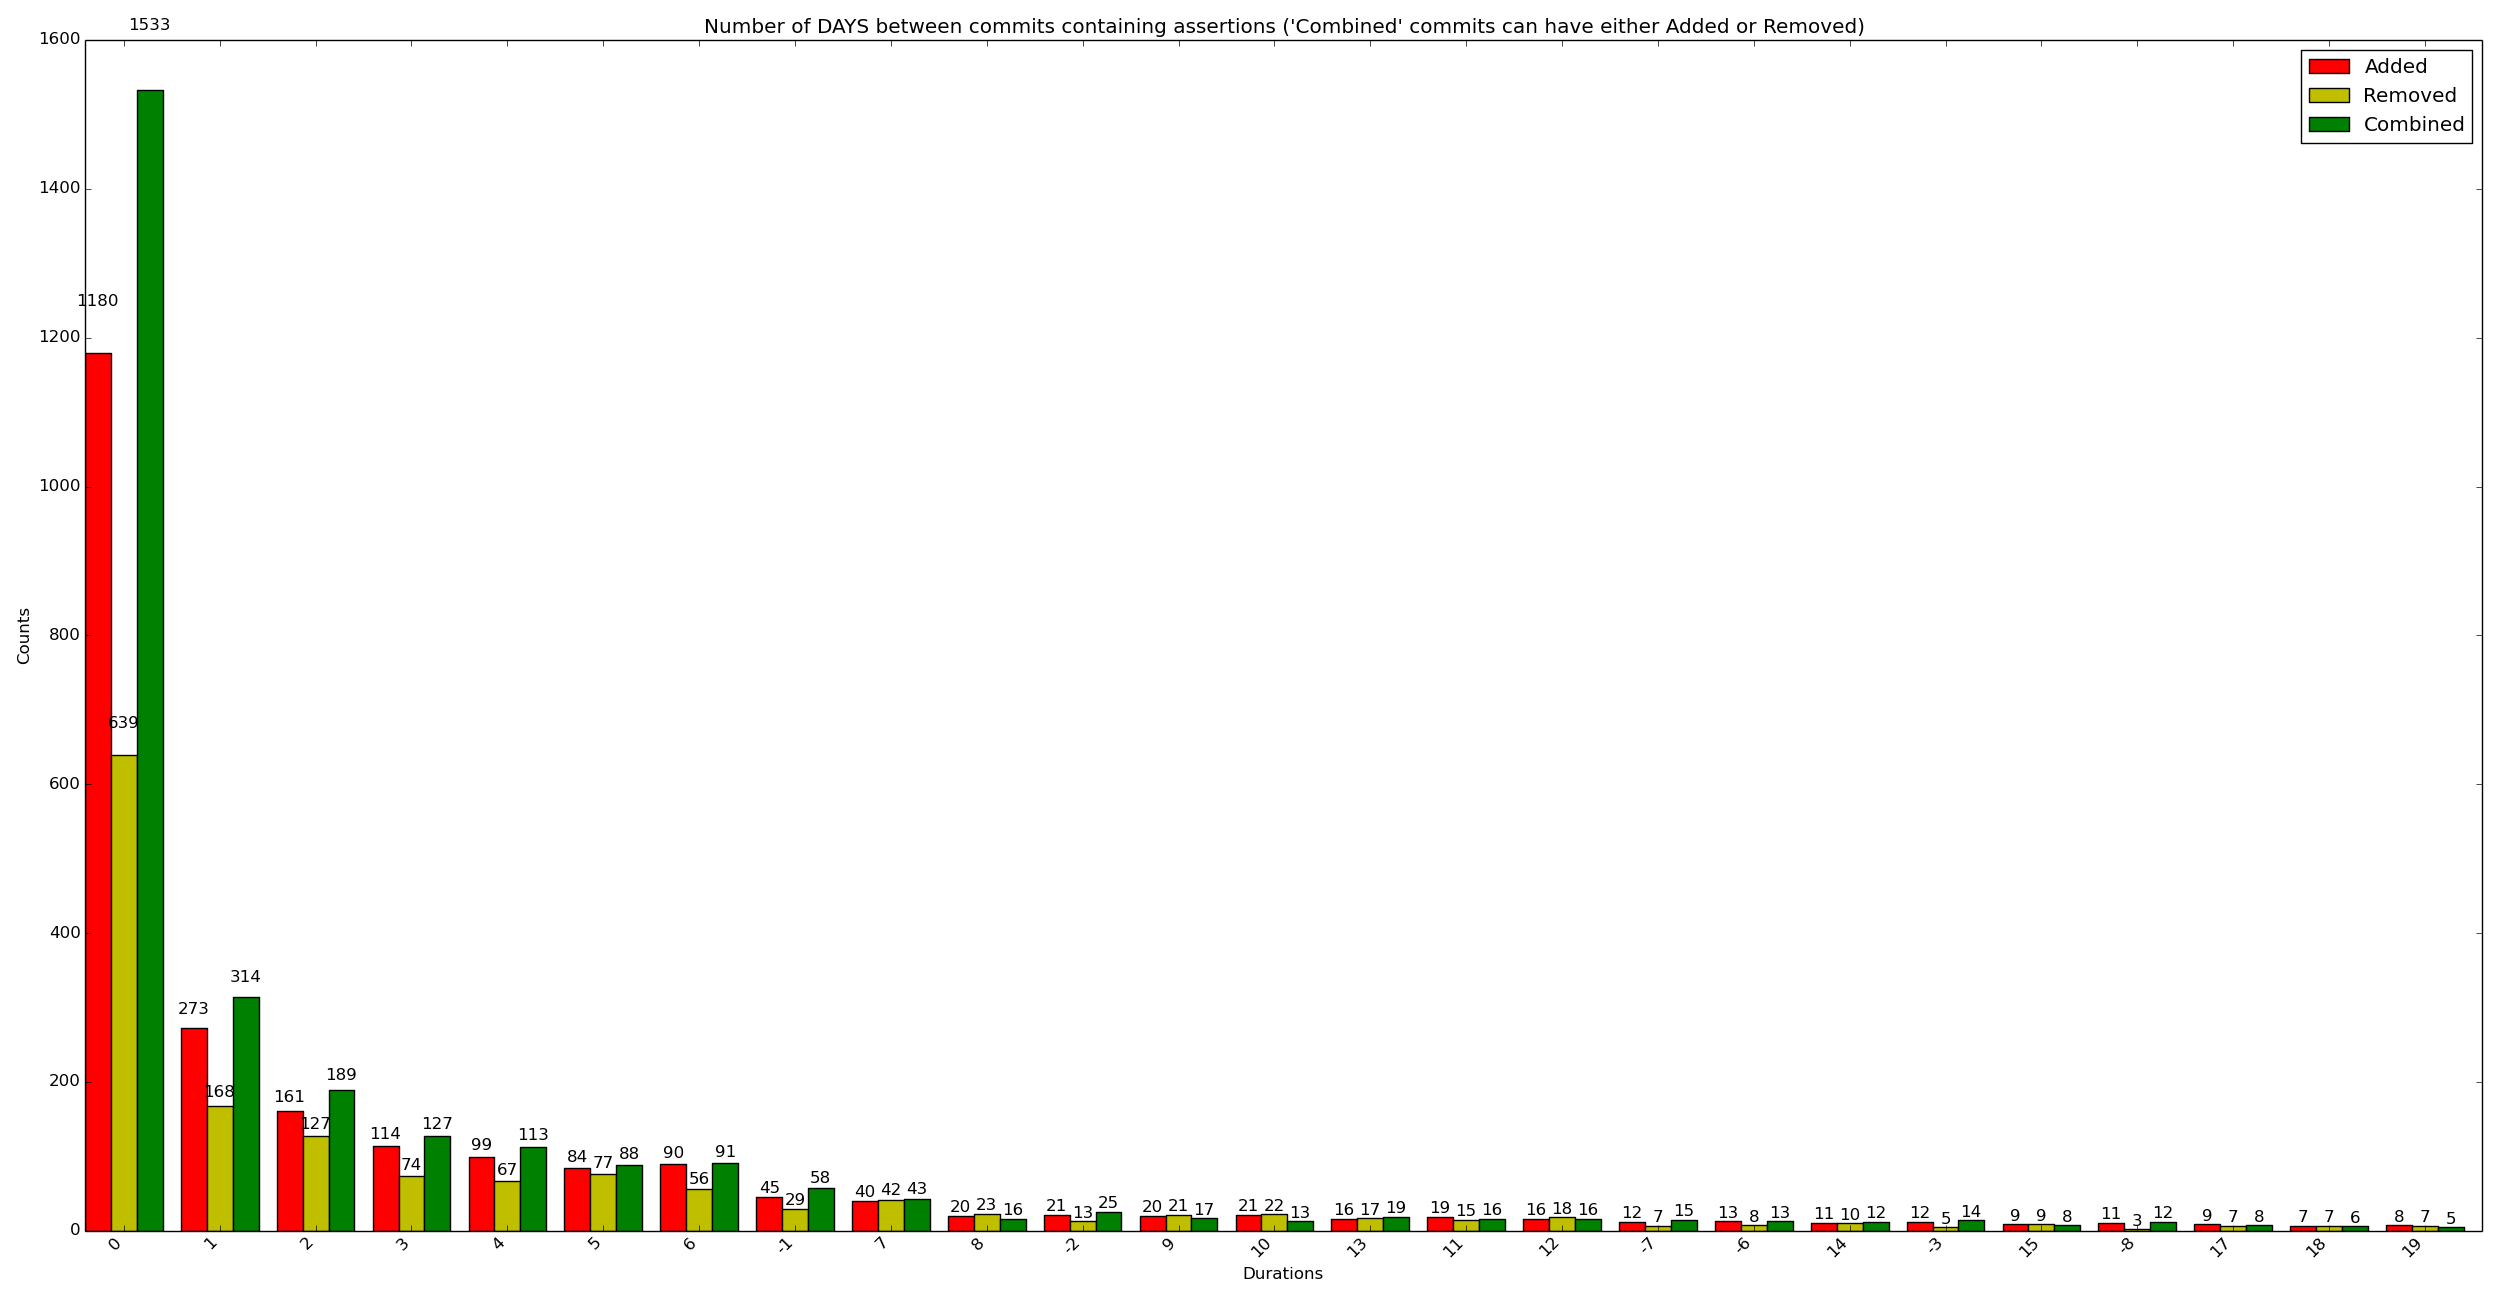 Number of DAYS between commits containing assertions ('Combined' commits can have either Added or Removed)
Added
Removed
Combined
Counts
1600
1400
1200
1000
800
600
400
200
0
1180 639 1533
273 168 314
161 127 189
114 74 127
99 67 113
84 77 88
90 56 91
45 29 58
40 42 43
20 23 16
21 13 25
20 21 17
21 22 13
16 17 19
19 15 16
16 18 16
12 7 15
13 8 13
11 10 12
12 5 14
9 9 8
11 3 12
9 7 8
7 7 6
8 7 5
0 1 2 3 4 5 6 -1 7 8 -2 9 10 13 11 12 -7 -6 14 -3 15 -8 17 18 19
Durations